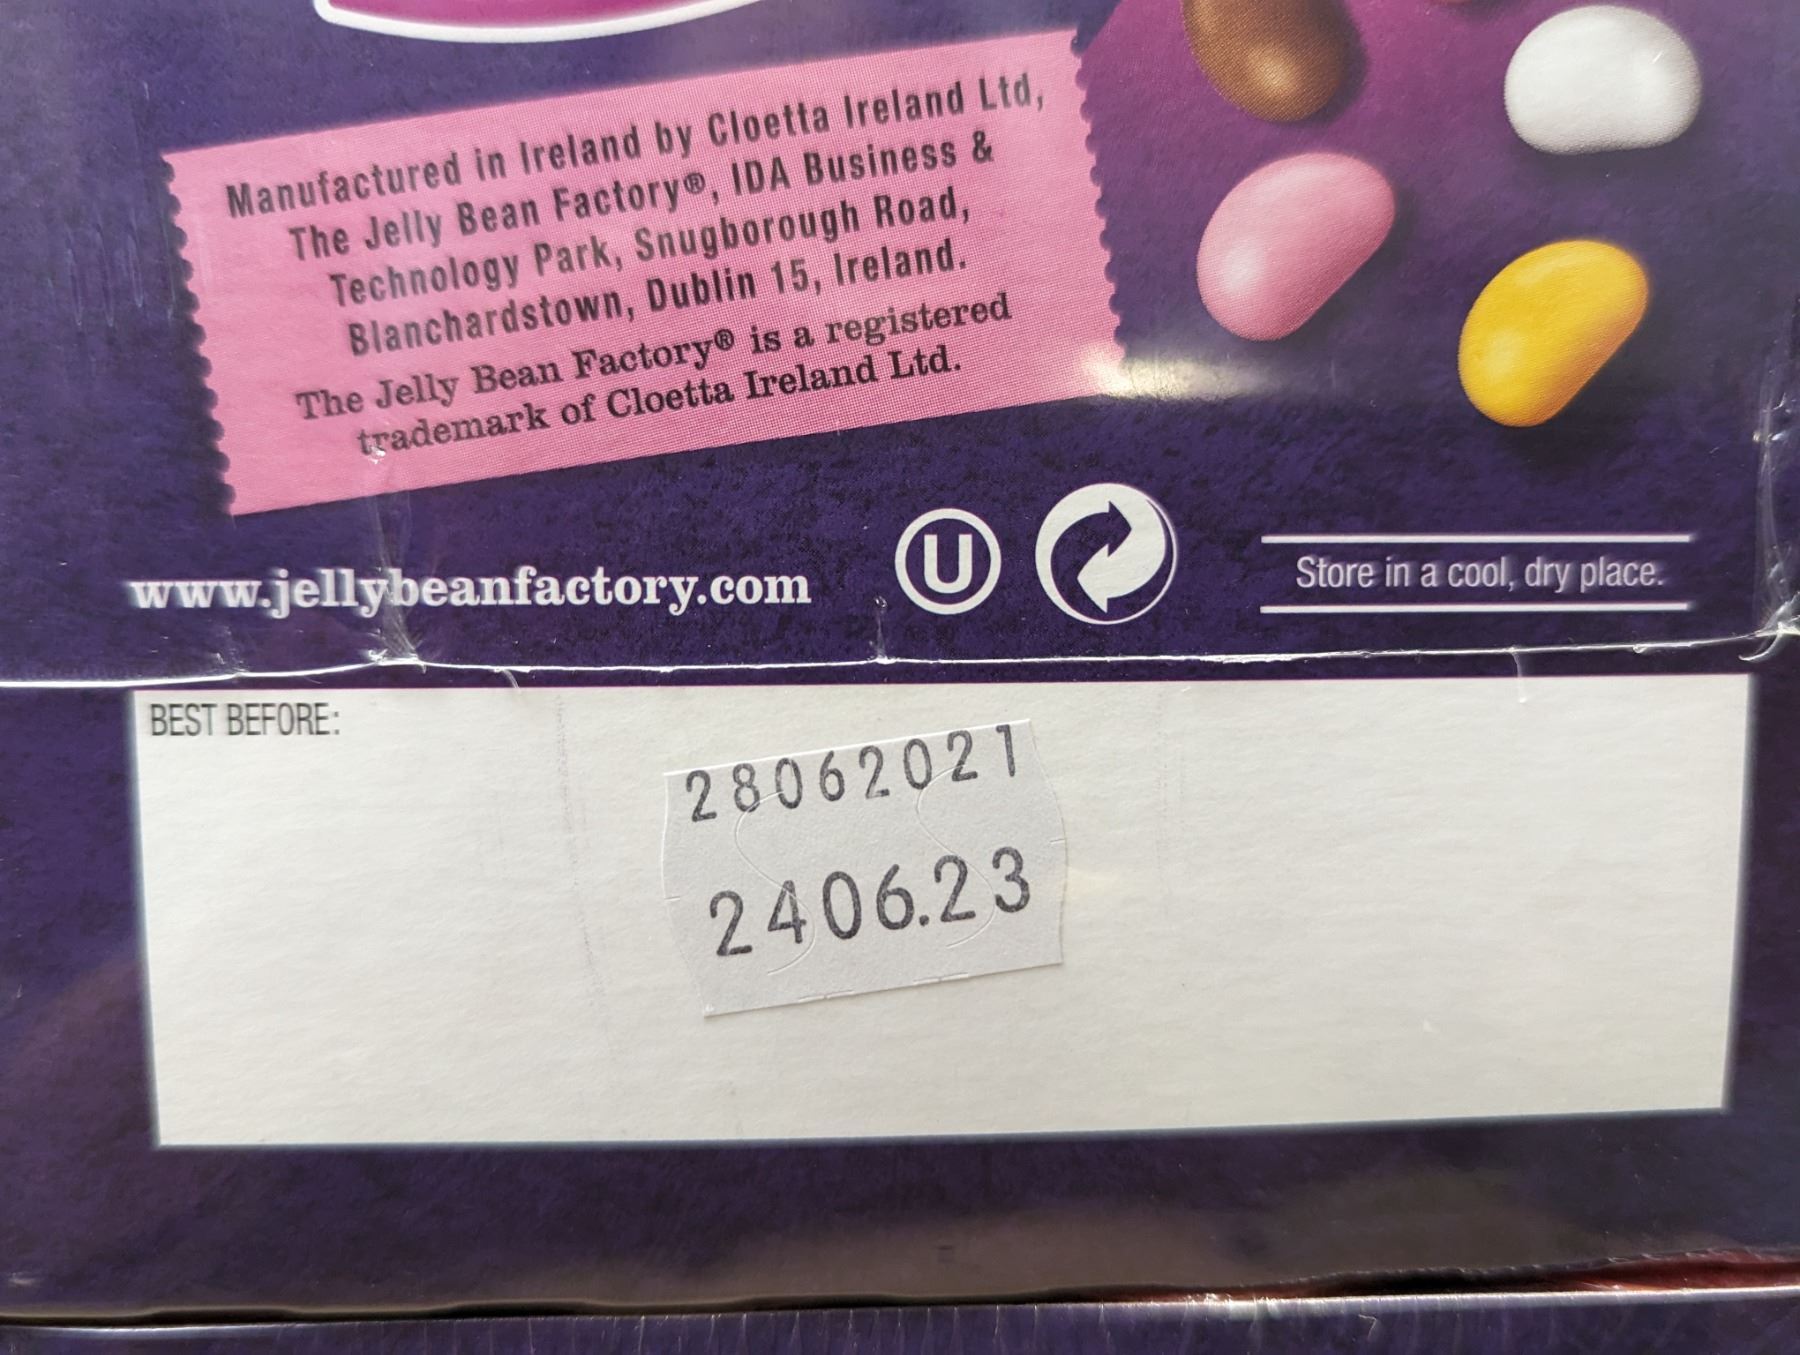 Manufactured in Ireland by Cloetta Ireland Ltd,
The Jelly Bean Factory®, IDA Business &
Technology Park, Snugborough Road,
Blanchardstown, Dublin 15, Ireland.
The Jelly Bean Factory® is a registered
trademark of Cloetta Ireland Ltd.
www.jellybeanfactory.com
U
Store in a cool, dry place.
BEST BEFORE:
28062021
2406.23